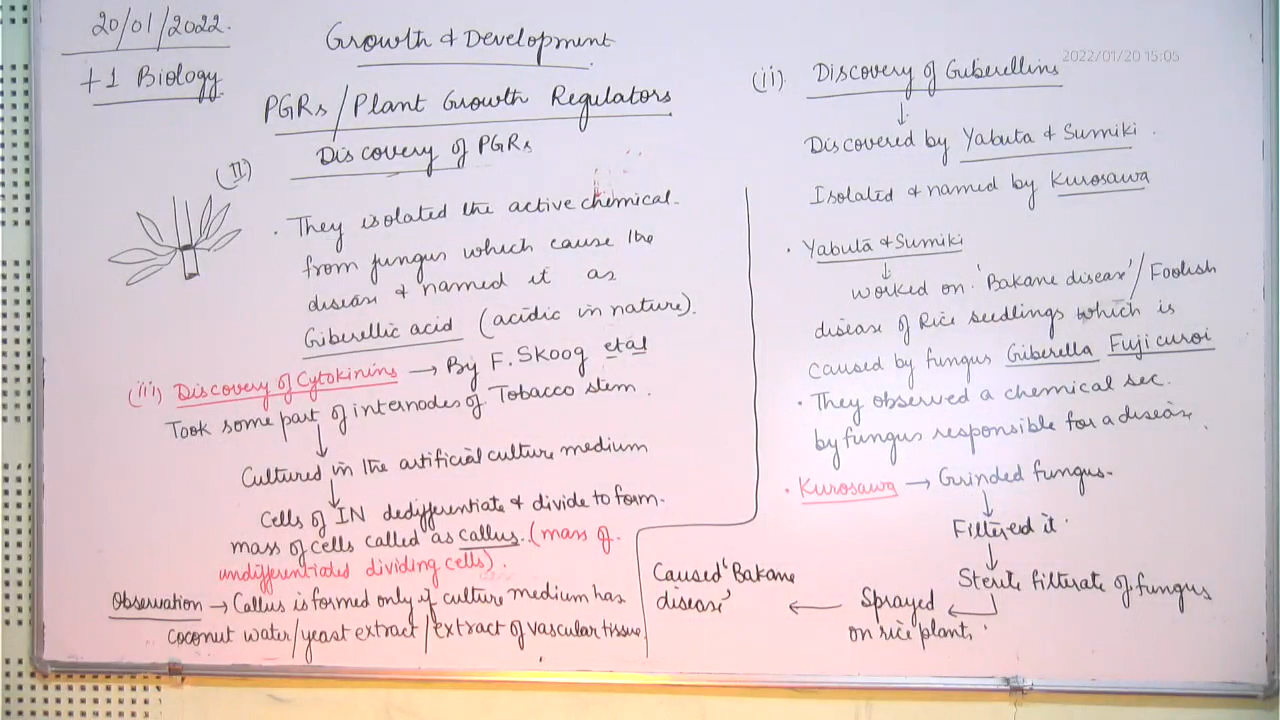 20/01/2022.
+1 Biology
Growth & Development
PGRs/Plant Growth Regulators
Discovery of PGRs
(II)
. They isolated the active chemical.
from fungus which cause the
disease & named it as
Giberellic acid (acidic in nature).
(iii) Discovery of Cytokinins → By F. Skoog etal
Took some part of internodes of Tobacco stem.
Cultured in the artificial culture medium
Cells of IN dedifferentiate & divide to form.
mass of cells called as callus. (mass of.
undifferentiated dividing cells).
Observation → Callus is formed only if culture medium has
coconut water/yeast extract/extract of vascular tissue
2022/01/20 15:05
(ii) Discovery of Guberellins
Discovered by Yabuta & Sumiki.
Isolated & named by Kurosawa
. Yabuta & Sumiki
worked on 'Bakane disease'/Foolish
disease of Rice seedlings which is
caused by fungus Giberella Fujicuroi
• They observed a chemical sec.
by fungus responsible for a disease.
• Kurosawa → Grinded fungus.
Filtered it.
Sterile filterate of fungus
Sprayed
on rice plant.
Caused 'Bakane
disease'